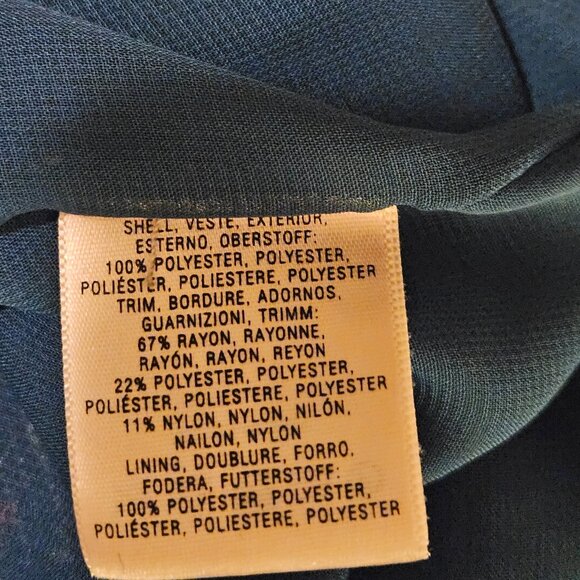 SHELL, VESTE, EXTERIOR,
ESTERNO, OBERSTOFF:
100% POLYESTER, POLYESTER,
POLIÉSTER, POLIESTERE, POLYESTER
TRIM, BORDURE, ADORNOS,
GUARNIZIONI, TRIMM:
67% RAYON, RAYONNE,
RAYÓN, RAYON, REYON
22% POLYESTER, POLYESTER,
POLIÉSTER, POLIESTERE, POLYESTER
11% NYLON, NYLON, NILÓN,
NAILON, NYLON
LINING, DOUBLURE, FORRO,
FODERA, FUTTERSTOFF:
100% POLYESTER, POLYESTER,
POLIÉSTER, POLIESTERE, POLYESTER